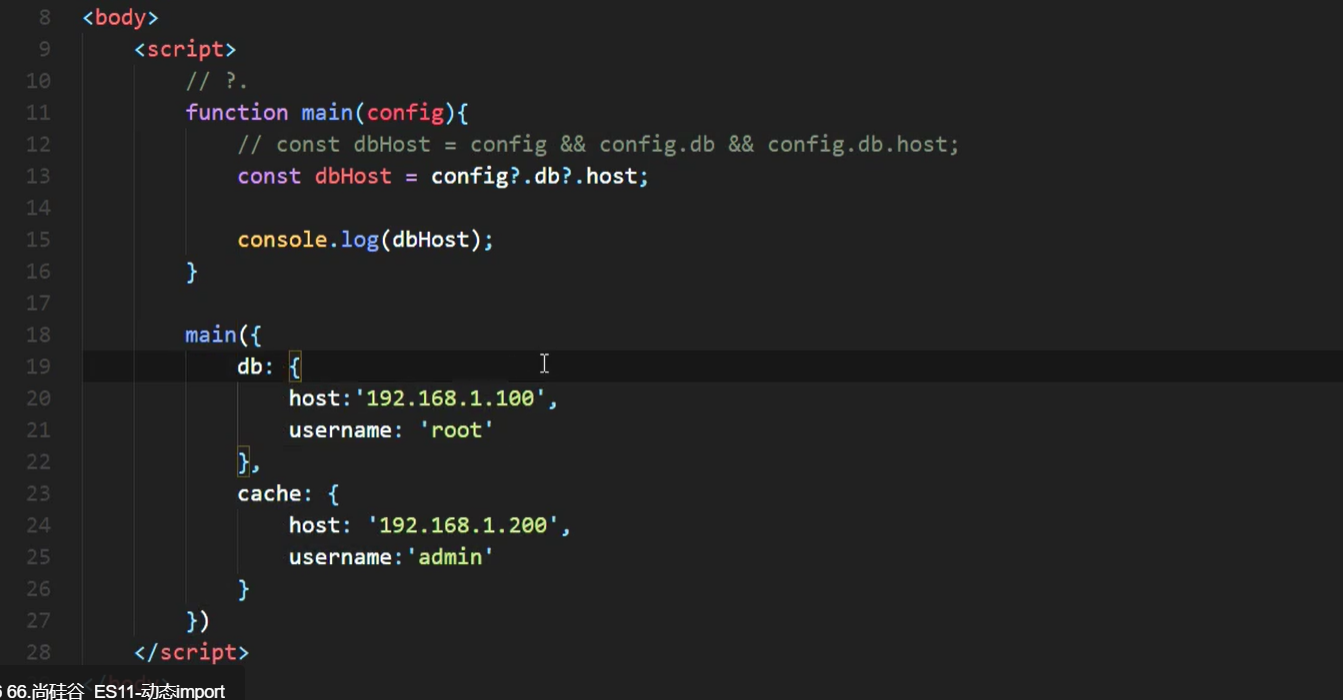 8 <body>
9 <script>
10 // ?.
11 function main(config){
12 // const dbHost = config && config.db && config.db.host;
13 const dbHost = config?.db?.host;
14
15 console.log(dbHost);
16 }
17
18 main({
19 db: {
20 host:'192.168.1.100',
21 username: 'root'
22 },
23 cache: {
24 host: '192.168.1.200',
25 username:'admin'
26 }
27 })
28 </script>
66.尚硅谷_ES11-动态import